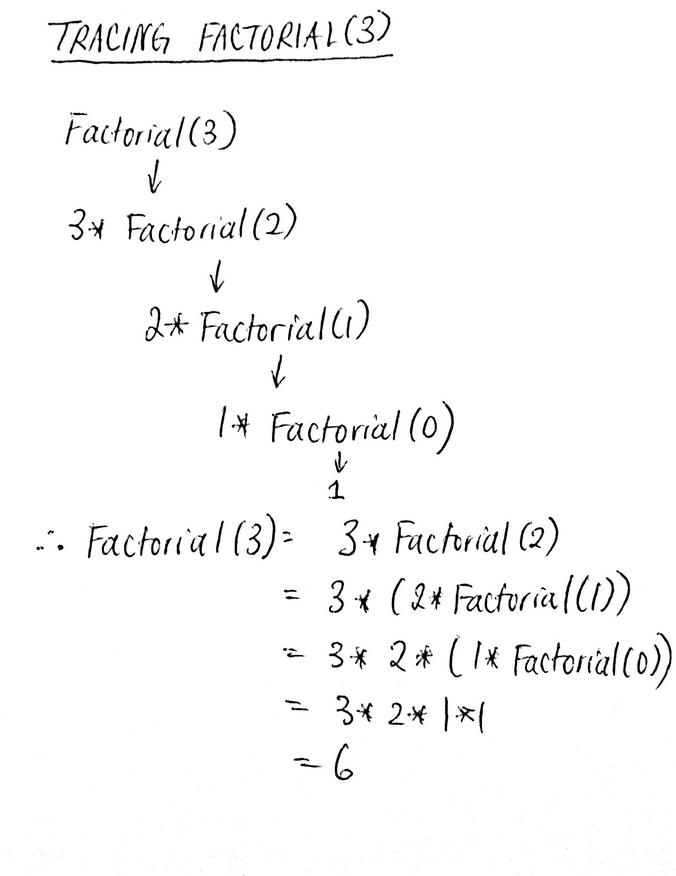 TRACING FACTORIAL(3)
Factorial(3)
↓
3* Factorial(2)
↓
2* Factorial(1)
↓
1* Factorial(0)
↓
1
∴ Factorial(3) = 3* Factorial(2)
= 3* (2* Factorial(1))
= 3* 2* (1* Factorial(0))
= 3* 2* 1*1
= 6